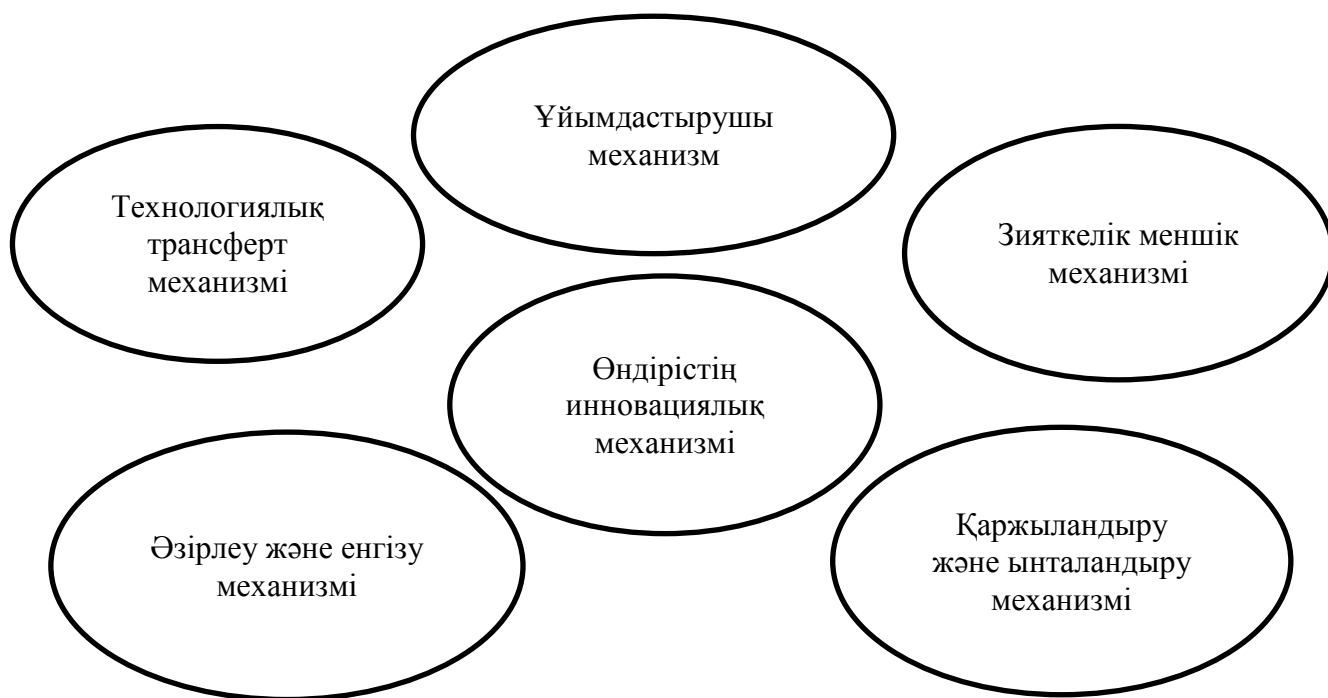 Ұйымдастырушы
механизм
Технологиялық
трансферт
механизмі
Зияткелік меншік
механизмі
Өндірістің
инновациялық
механизмі
Әзірлеу және енгізу
механизмі
Қаржыландыру
және ынталандыру
механизмі